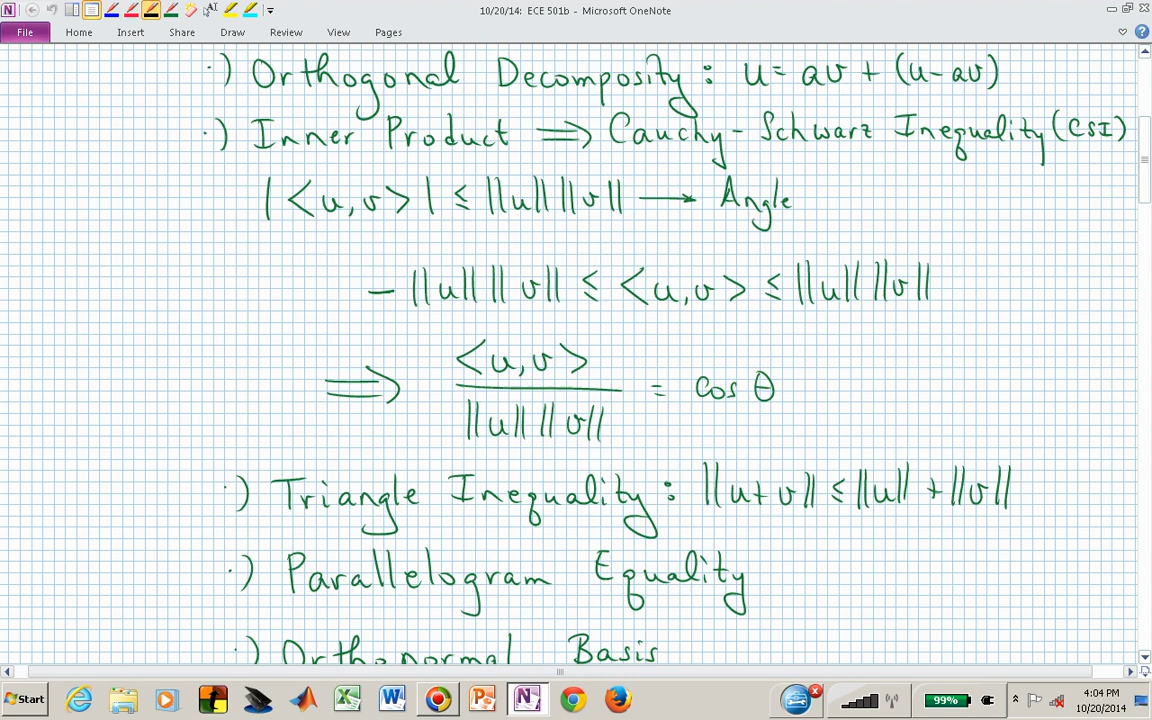 10/20/14: ECE 501b - Microsoft OneNote
File Home Insert Share Draw Review View Pages
·) Orthogonal Decomposity: u = av + (u-av)
·) Inner Product ⟹ Cauchy-Schwarz Inequality (CSI)
|<u,v>| ≤ ||u|| ||v|| ⟶ Angle
- ||u|| ||v|| ≤ <u,v> ≤ ||u|| ||v||
⟹ <u,v> / ||u|| ||v|| = cos θ
·) Triangle Inequality: ||u+v|| ≤ ||u|| + ||v||
·) Parallelogram Equality
·) Orthonormal Basis
Start
99%
4:04 PM
10/20/2014